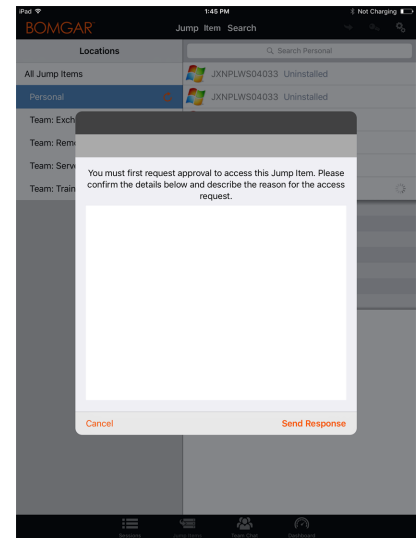 iPad
1:45 PM
Not Charging
BOMGAR
Jump Item Search
Locations
Search Personal
All Jump Items
JXNPLWS04033 Uninstalled
Personal
JXNPLWS04033 Uninstalled
Team: Exch
Team: Rem
Team: Serv
Team: Train
You must first request approval to access this Jump Item. Please
confirm the details below and describe the reason for the access
request.
Cancel
Send Response
Sessions
Jump Items
Team Chat
Dashboard